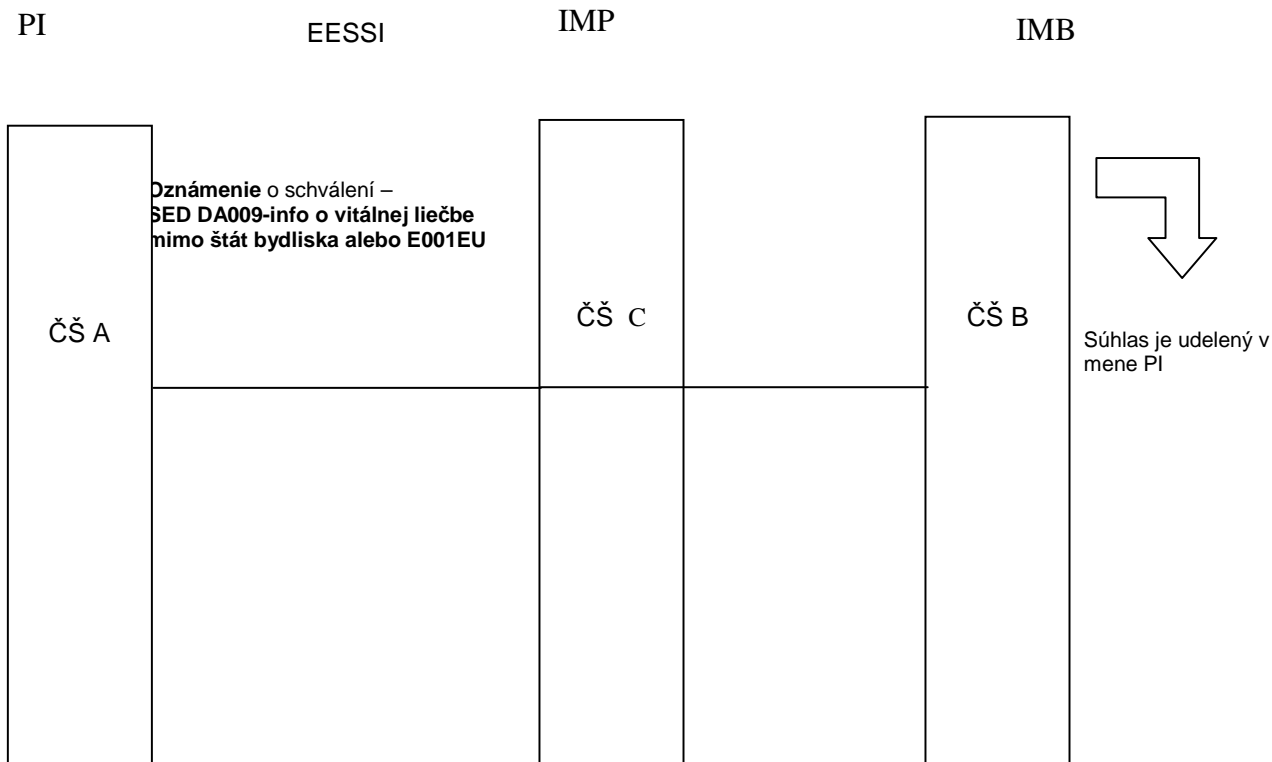 PI
EESSI
IMP
IMB
Oznámenie o schválení –
SED DA009-info o vitálnej liečbe
mimo štát bydliska alebo E001EU
ČŠ A
ČŠ C
ČŠ B
Súhlas je udelený v
mene PI